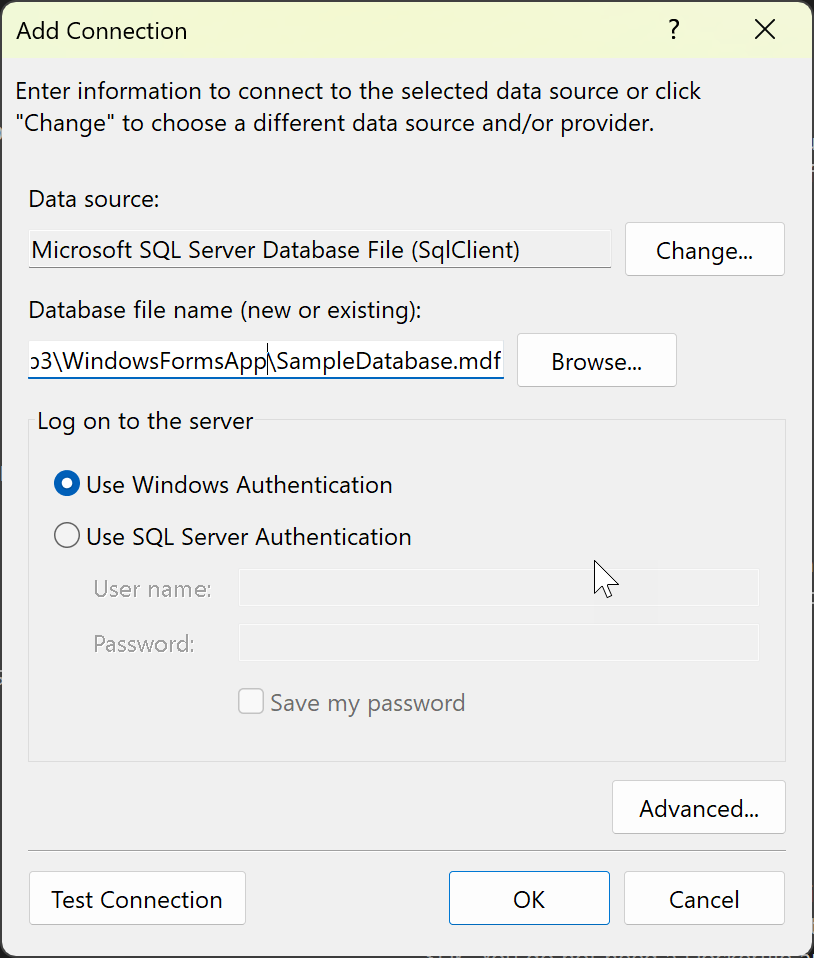 Add Connection ?
Enter information to connect to the selected data source or click
"Change" to choose a different data source and/or provider.
Data source:
Microsoft SQL Server Database File (SqlClient) Change...
Database file name (new or existing):
o3\WindowsFormsApp\SampleDatabase.mdf Browse...
Log on to the server
Use Windows Authentication
Use SQL Server Authentication
User name:
Password:
Save my password
Advanced...
Test Connection OK Cancel